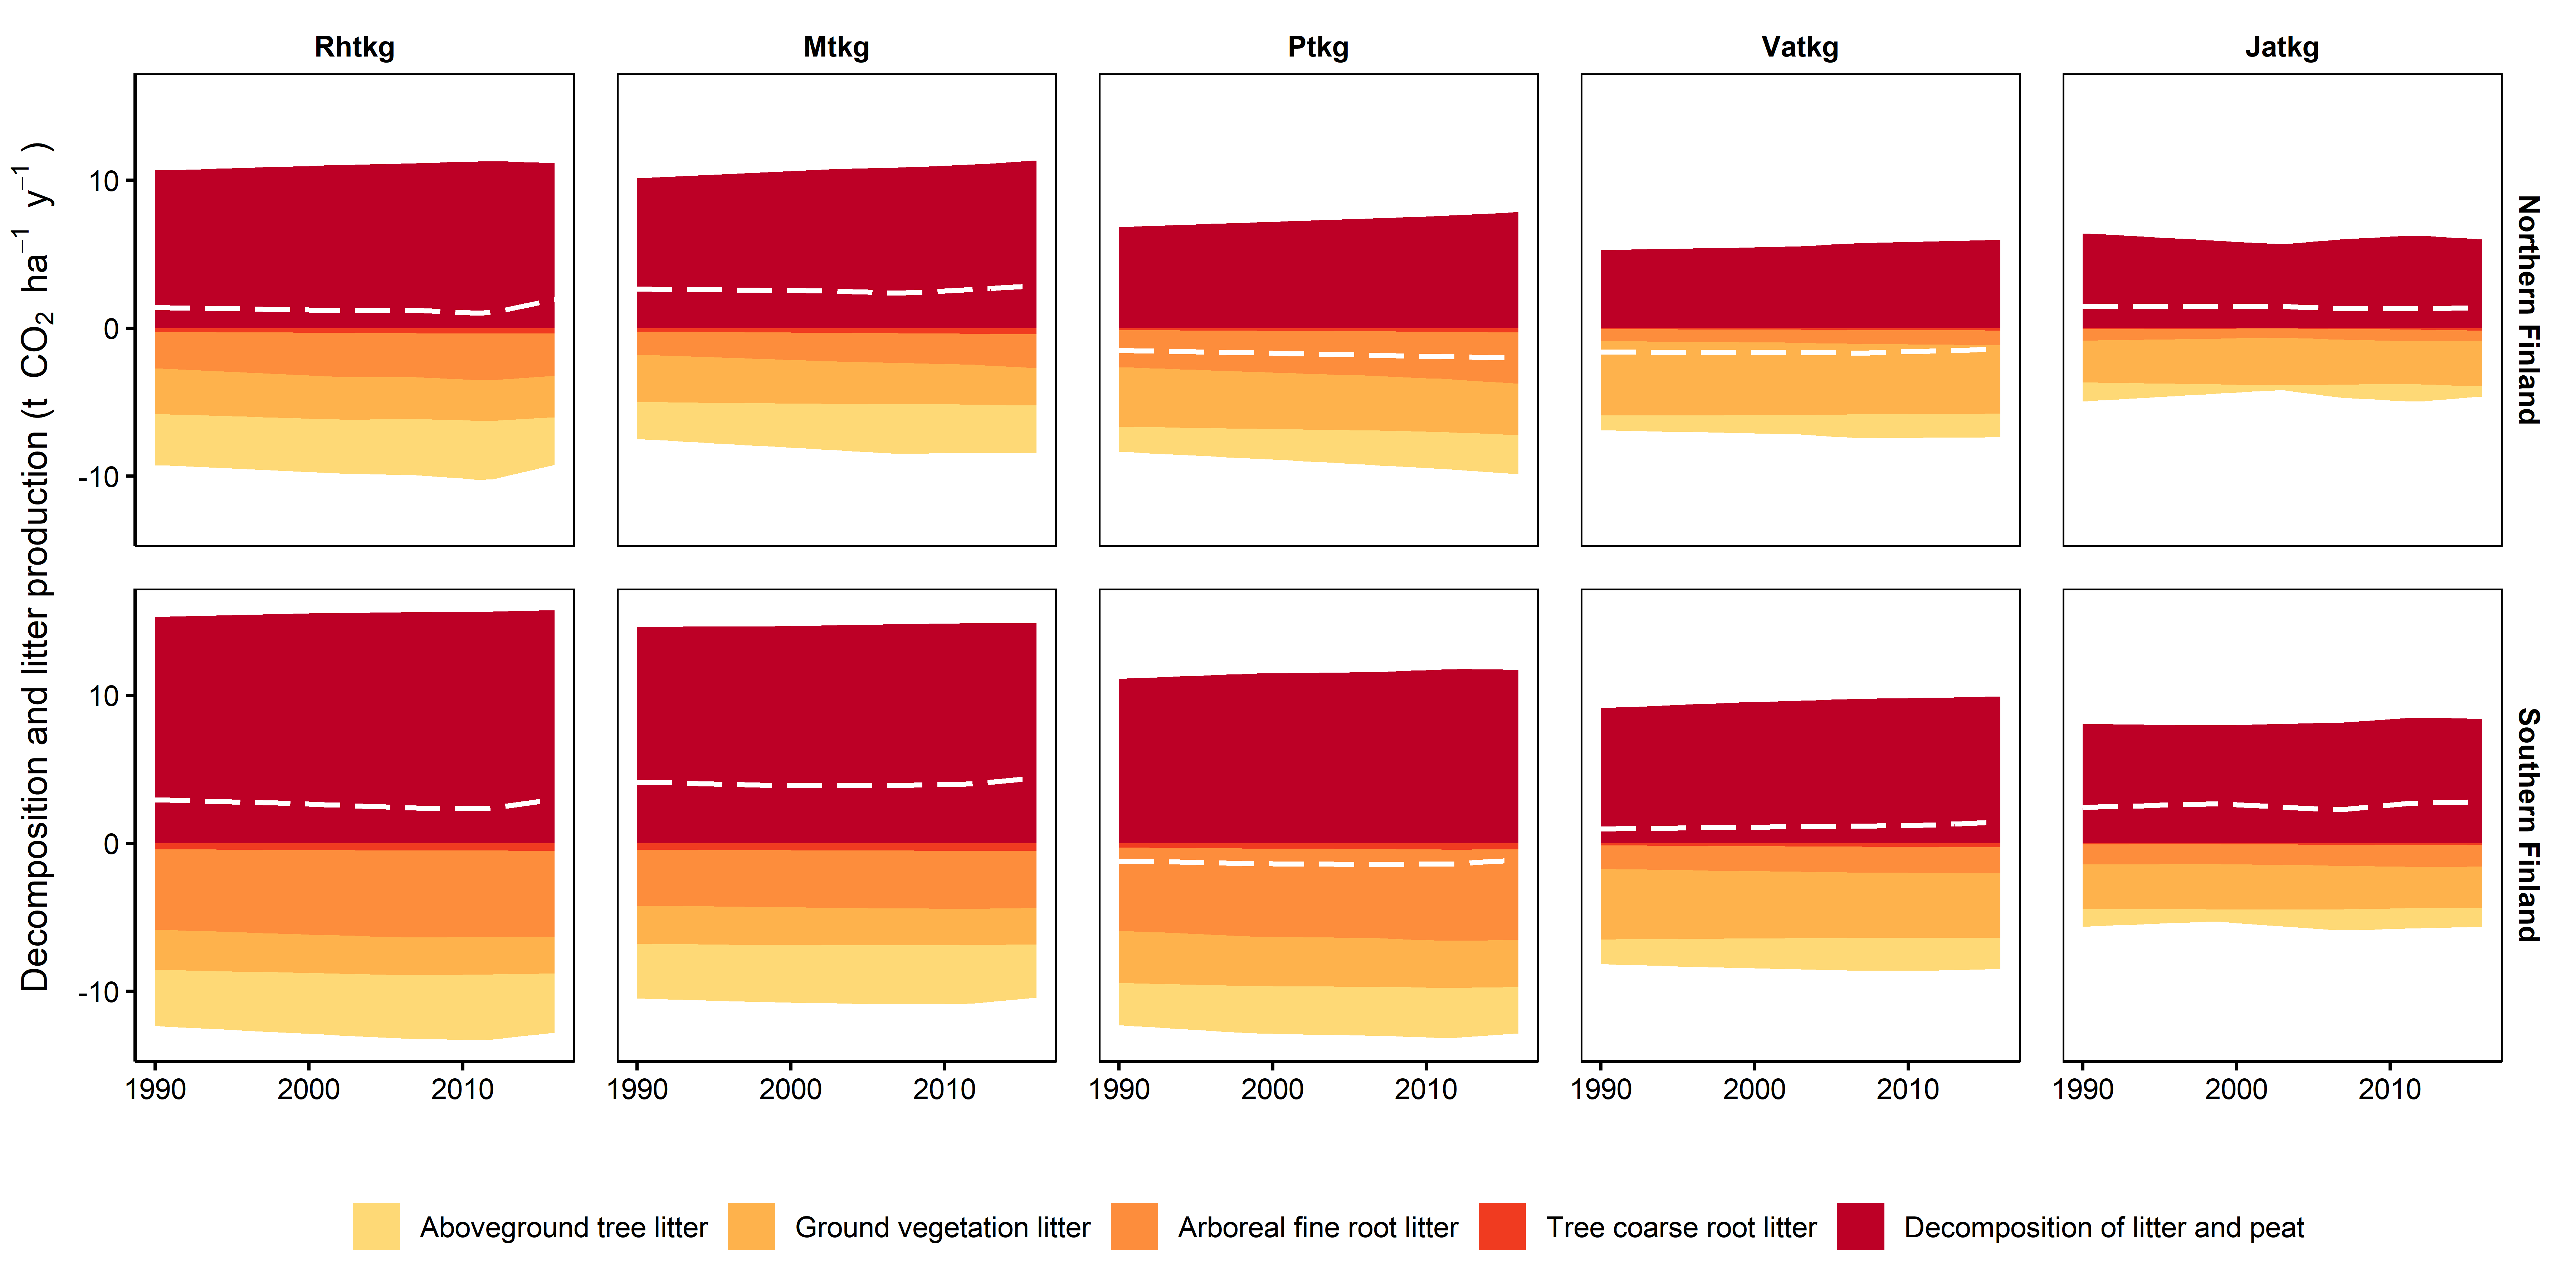 Rhtkg Mtkg Ptkg Vatkg Jatkg
Decomposition and litter production (t CO₂ ha⁻¹ y⁻¹)
10
0
-10
Northern Finland
10
0
-10
Southern Finland
1990 2000 2010 1990 2000 2010 1990 2000 2010 1990 2000 2010 1990 2000 2010
Aboveground tree litter Ground vegetation litter Arboreal fine root litter Tree coarse root litter Decomposition of litter and peat